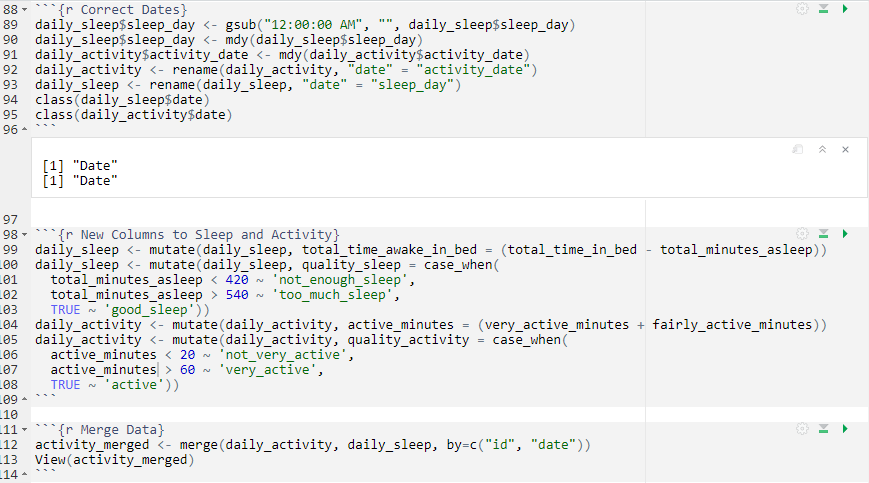 88 ```{r Correct Dates}
89 daily_sleep$sleep_day <- gsub("12:00:00 AM", "", daily_sleep$sleep_day)
90 daily_sleep$sleep_day <- mdy(daily_sleep$sleep_day)
91 daily_activity$activity_date <- mdy(daily_activity$activity_date)
92 daily_activity <- rename(daily_activity, "date" = "activity_date")
93 daily_sleep <- rename(daily_sleep, "date" = "sleep_day")
94 class(daily_sleep$date)
95 class(daily_activity$date)
96 ```
[1] "Date"
[1] "Date"
97
98 ```{r New Columns to Sleep and Activity}
99 daily_sleep <- mutate(daily_sleep, total_time_awake_in_bed = (total_time_in_bed - total_minutes_asleep))
100 daily_sleep <- mutate(daily_sleep, quality_sleep = case_when(
101 total_minutes_asleep < 420 ~ 'not_enough_sleep',
102 total_minutes_asleep > 540 ~ 'too_much_sleep',
103 TRUE ~ 'good_sleep'))
104 daily_activity <- mutate(daily_activity, active_minutes = (very_active_minutes + fairly_active_minutes))
105 daily_activity <- mutate(daily_activity, quality_activity = case_when(
106 active_minutes < 20 ~ 'not_very_active',
107 active_minutes > 60 ~ 'very_active',
108 TRUE ~ 'active'))
109 ```
110
111 ```{r Merge Data}
112 activity_merged <- merge(daily_activity, daily_sleep, by=c("id", "date"))
113 View(activity_merged)
114 ```